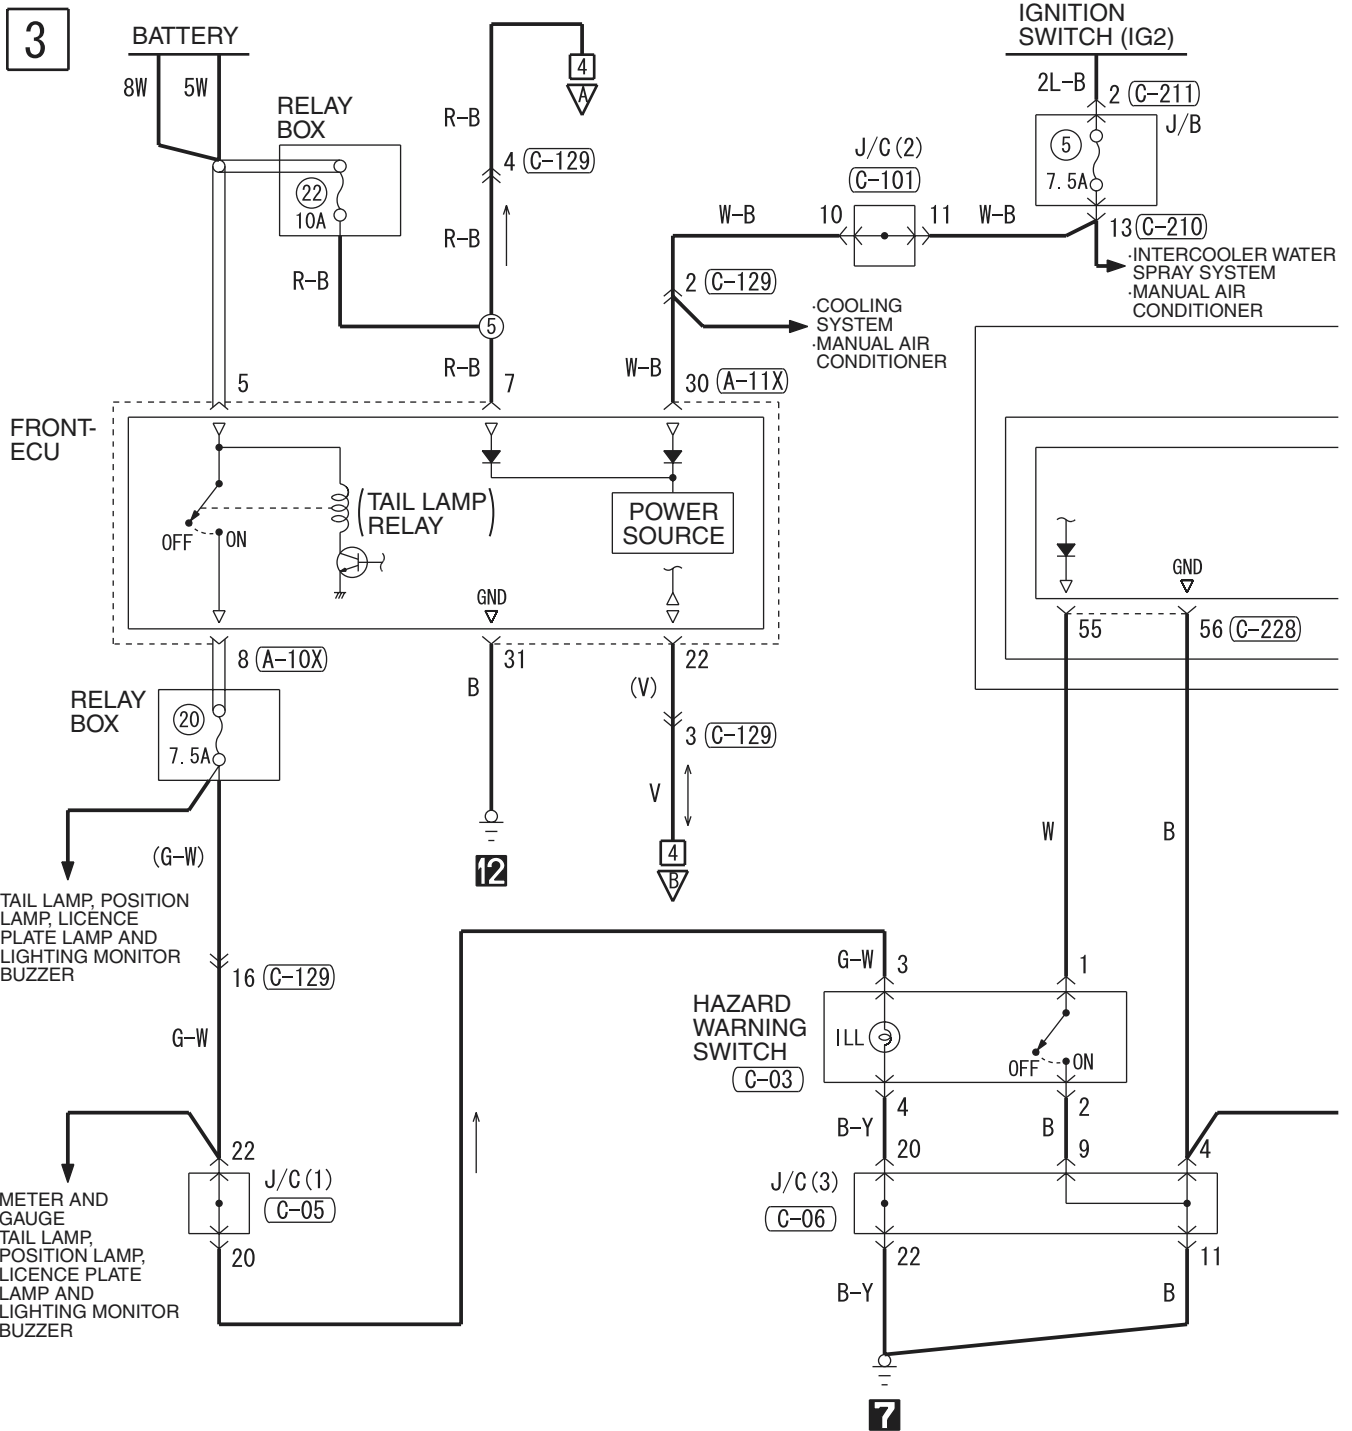 3
BATTERY
8W
5W
RELAY
BOX
22
10A
R-B
R-B
4 (C-129)
R-B
4
A
5
R-B
5
7
IGNITION
SWITCH (IG2)
2L-B
2 (C-211)
J/B
5
7.5A
J/C (2)
(C-101)
W-B
10
11
W-B
13 (C-210)
·INTERCOOLER WATER
SPRAY SYSTEM
·MANUAL AIR
CONDITIONER
2 (C-129)
·COOLING
SYSTEM
·MANUAL AIR
CONDITIONER
W-B
30 (A-11X)
FRONT-
ECU
OFF
ON
(TAIL LAMP
RELAY)
POWER
SOURCE
GND
GND
8 (A-10X)
31
22
55
56 (C-228)
RELAY
BOX
20
7.5A
B
(V)
3 (C-129)
V
4
B
12
(G-W)
TAIL LAMP, POSITION
LAMP, LICENCE
PLATE LAMP AND
LIGHTING MONITOR
BUZZER
16 (C-129)
G-W
W
B
G-W
3
1
HAZARD
WARNING
SWITCH
(C-03)
ILL
OFF
ON
4
2
B-Y
B
20
9
4
22
J/C (1)
(C-05)
20
METER AND
GAUGE
TAIL LAMP,
POSITION LAMP,
LICENCE PLATE
LAMP AND
LIGHTING MONITOR
BUZZER
J/C (3)
(C-06)
22
11
B-Y
B
7